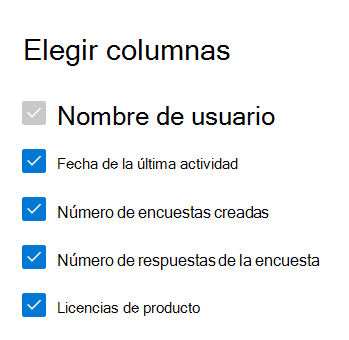 Elegir columnas
Nombre de usuario
Fecha de la última actividad
Número de encuestas creadas
Número de respuestas de la encuesta
Licencias de producto